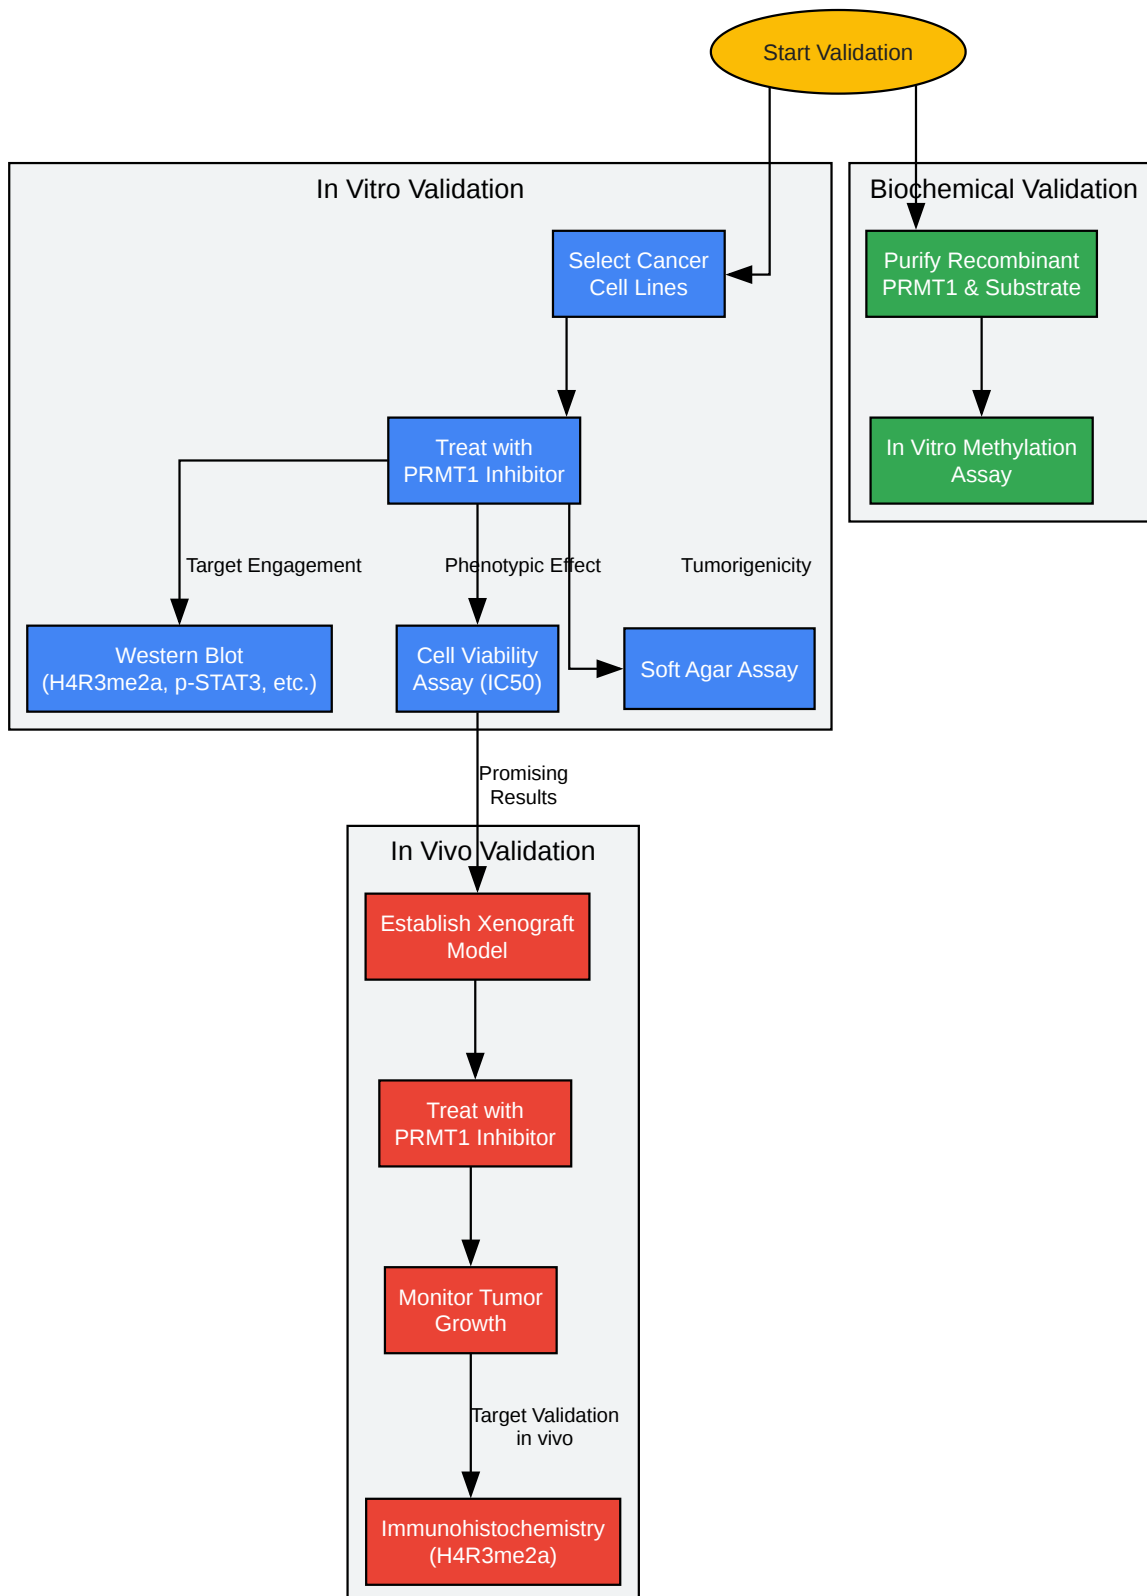 Start Validation
In Vitro Validation
Biochemical Validation
Select Cancer
Cell Lines
Purify Recombinant
PRMT1 & Substrate
Treat with
PRMT1 Inhibitor
In Vitro Methylation
Assay
Target Engagement
Phenotypic Effect
Tumorigenicity
Western Blot
(H4R3me2a, p-STAT3, etc.)
Cell Viability
Assay (IC50)
Soft Agar Assay
Promising
Results
In Vivo Validation
Establish Xenograft
Model
Treat with
PRMT1 Inhibitor
Monitor Tumor
Growth
Target Validation
in vivo
Immunohistochemistry
(H4R3me2a)